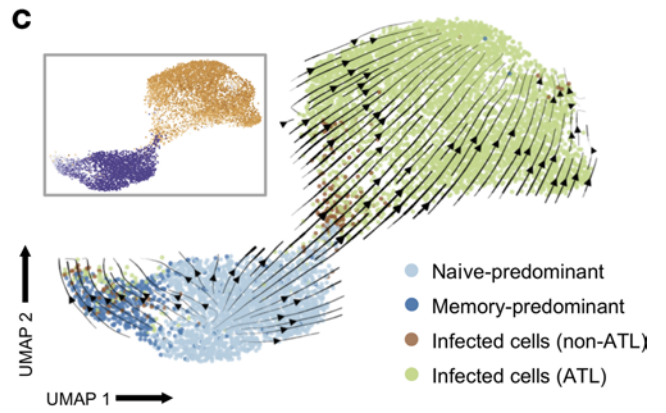 c
Naive-predominant
Memory-predominant
Infected cells (non-ATL)
Infected cells (ATL)
UMAP 2
UMAP 1